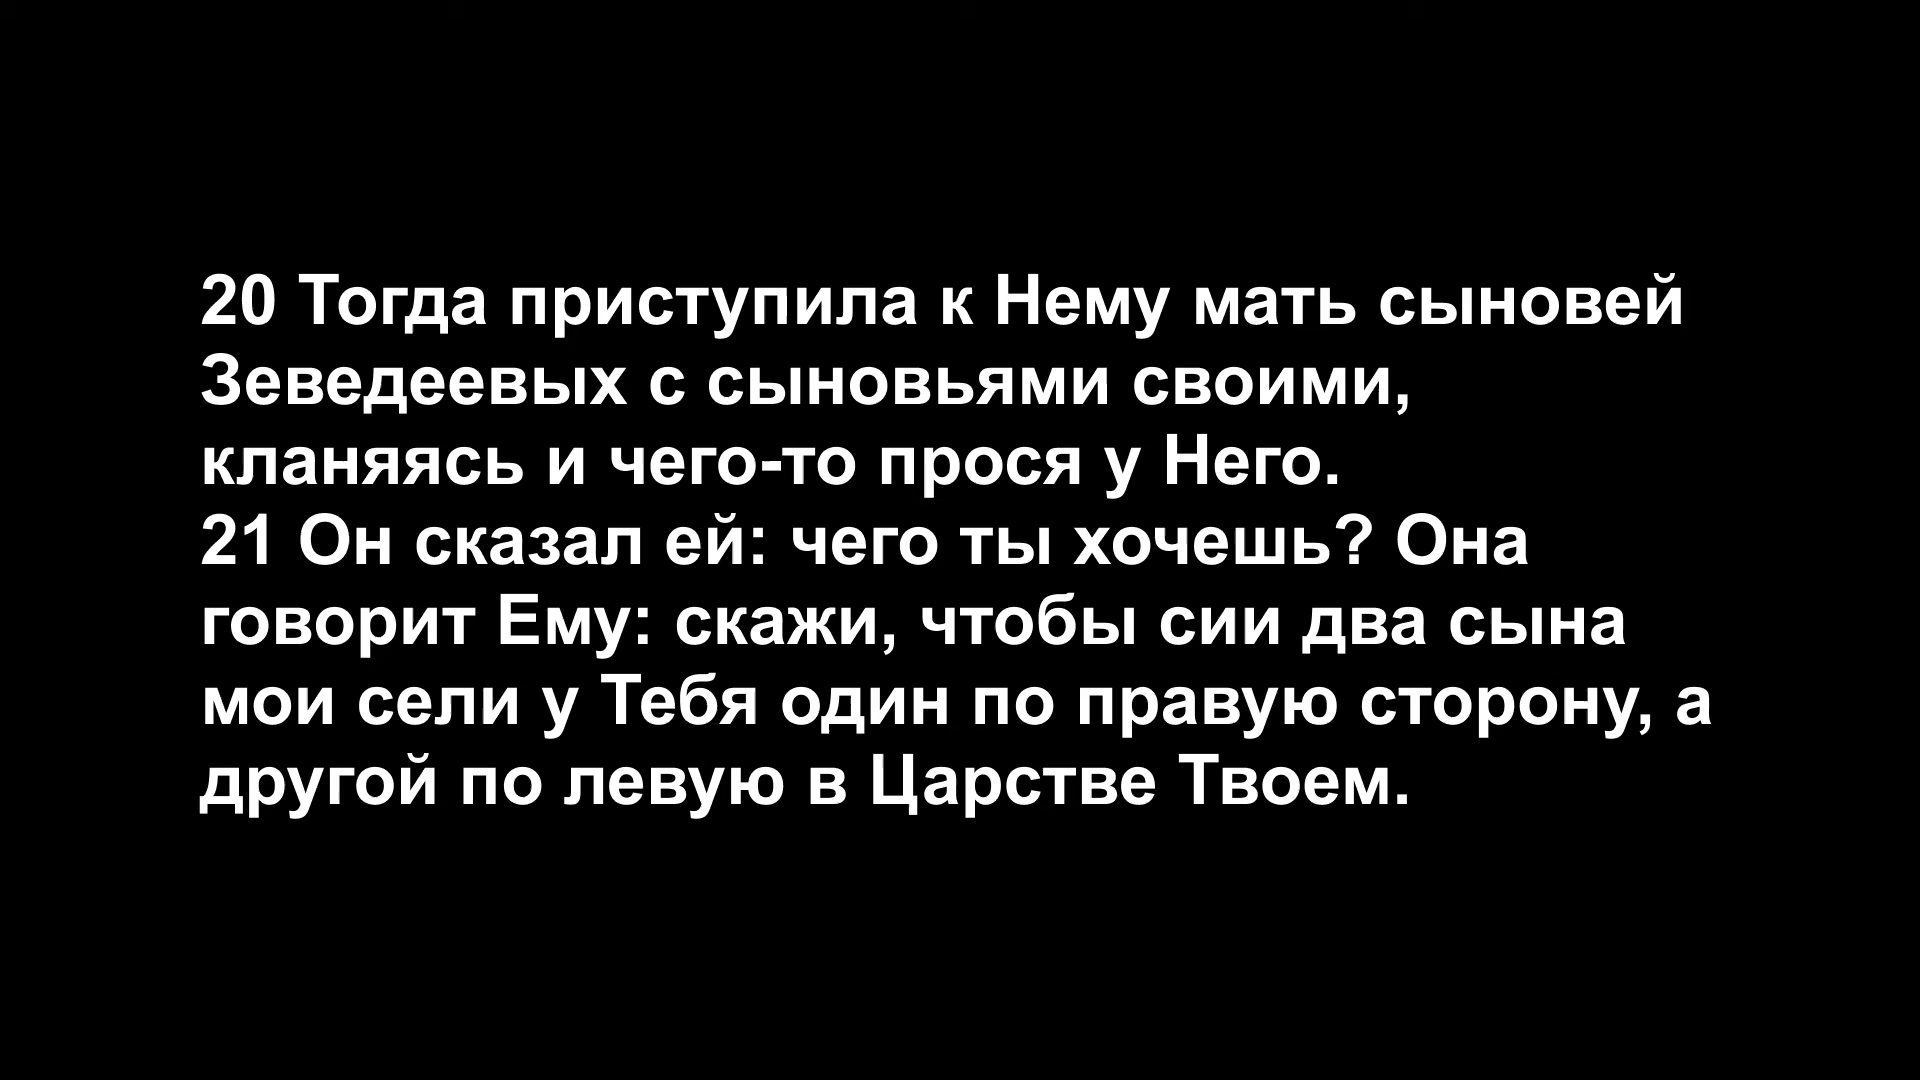 20 Тогда приступила к Нему мать сыновей
Зеведеевых с сыновьями своими,
кланяясь и чего-то прося у Него.
21 Он сказал ей: чего ты хочешь? Она
говорит Ему: скажи, чтобы сии два сына
мои сели у Тебя один по правую сторону, а
другой по левую в Царстве Твоем.